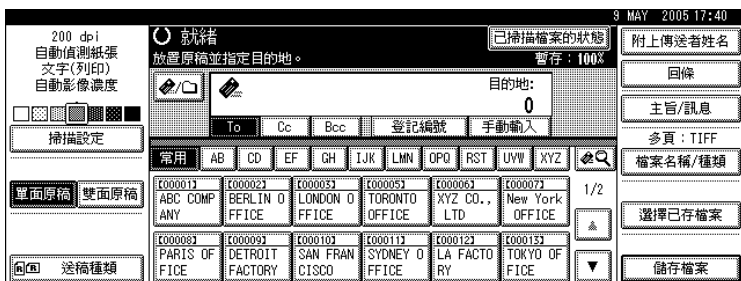 9 MAY 2005 17:40
200 dpi
自動偵測紙張
文字(列印)
自動影像濃度
掃描設定
單面原稿 雙面原稿
送稿種類
就緒
已掃描檔案的狀態
放置原稿並指定目的地。
暫存：100%
目的地:
0
To Cc Bcc 登記編號 手動輸入
常用 AB CD EF GH IJK LMN OPQ RST UVW XYZ
[00001] [00002] [00003] [00005] [00006] [00007]
ABC COMP BERLIN O LONDON O TORONTO XYZ CO., New York
ANY FFICE FFICE OFFICE LTD OFFICE
1/2
[00008] [00009] [00010] [00011] [00012] [00013]
PARIS OF DETROIT SAN FRAN SYDNEY O LA FACTO TOKYO OF
FICE FACTORY CISCO FFICE RY FICE
附上傳送者姓名
回條
主旨/訊息
多頁：TIFF
檔案名稱/種類
選擇已存檔案
儲存檔案